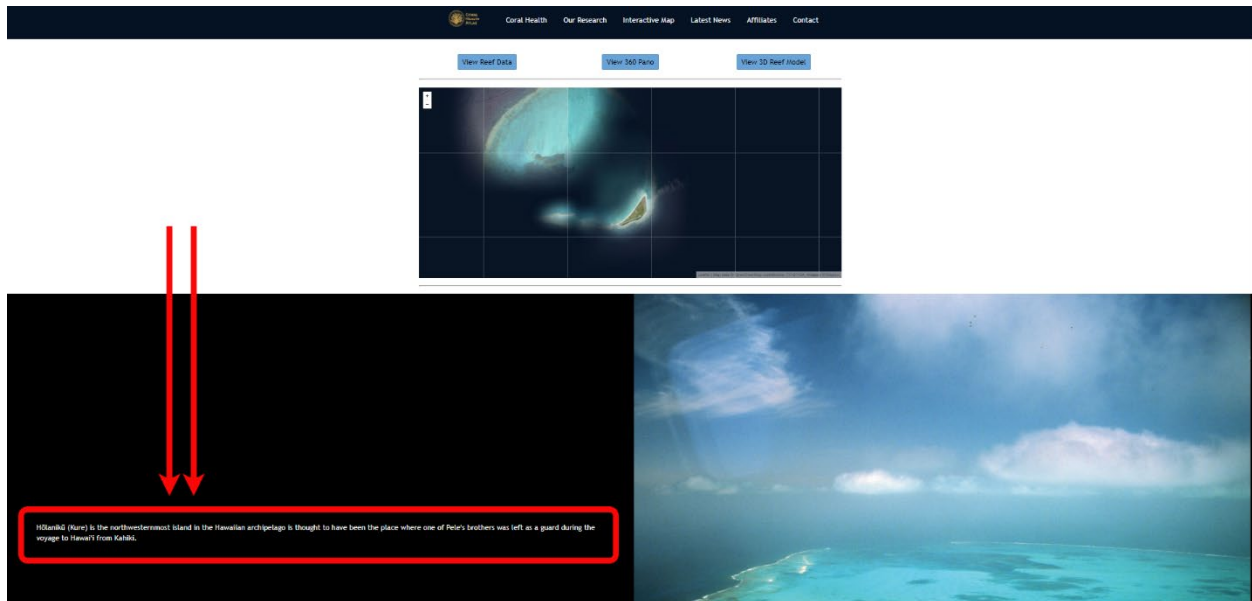 Coral Health Our Research Interactive Map Latest News Affiliates Contact
View Reef Data View 360 Pano View 3D Reef Model
+
-
Hōlanikū (Kure) is the northwesternmost island in the Hawaiian archipelago is thought to have been the place where one of Pele's brothers was left as a guard during the
voyage to Hawai'i from Kahiki.